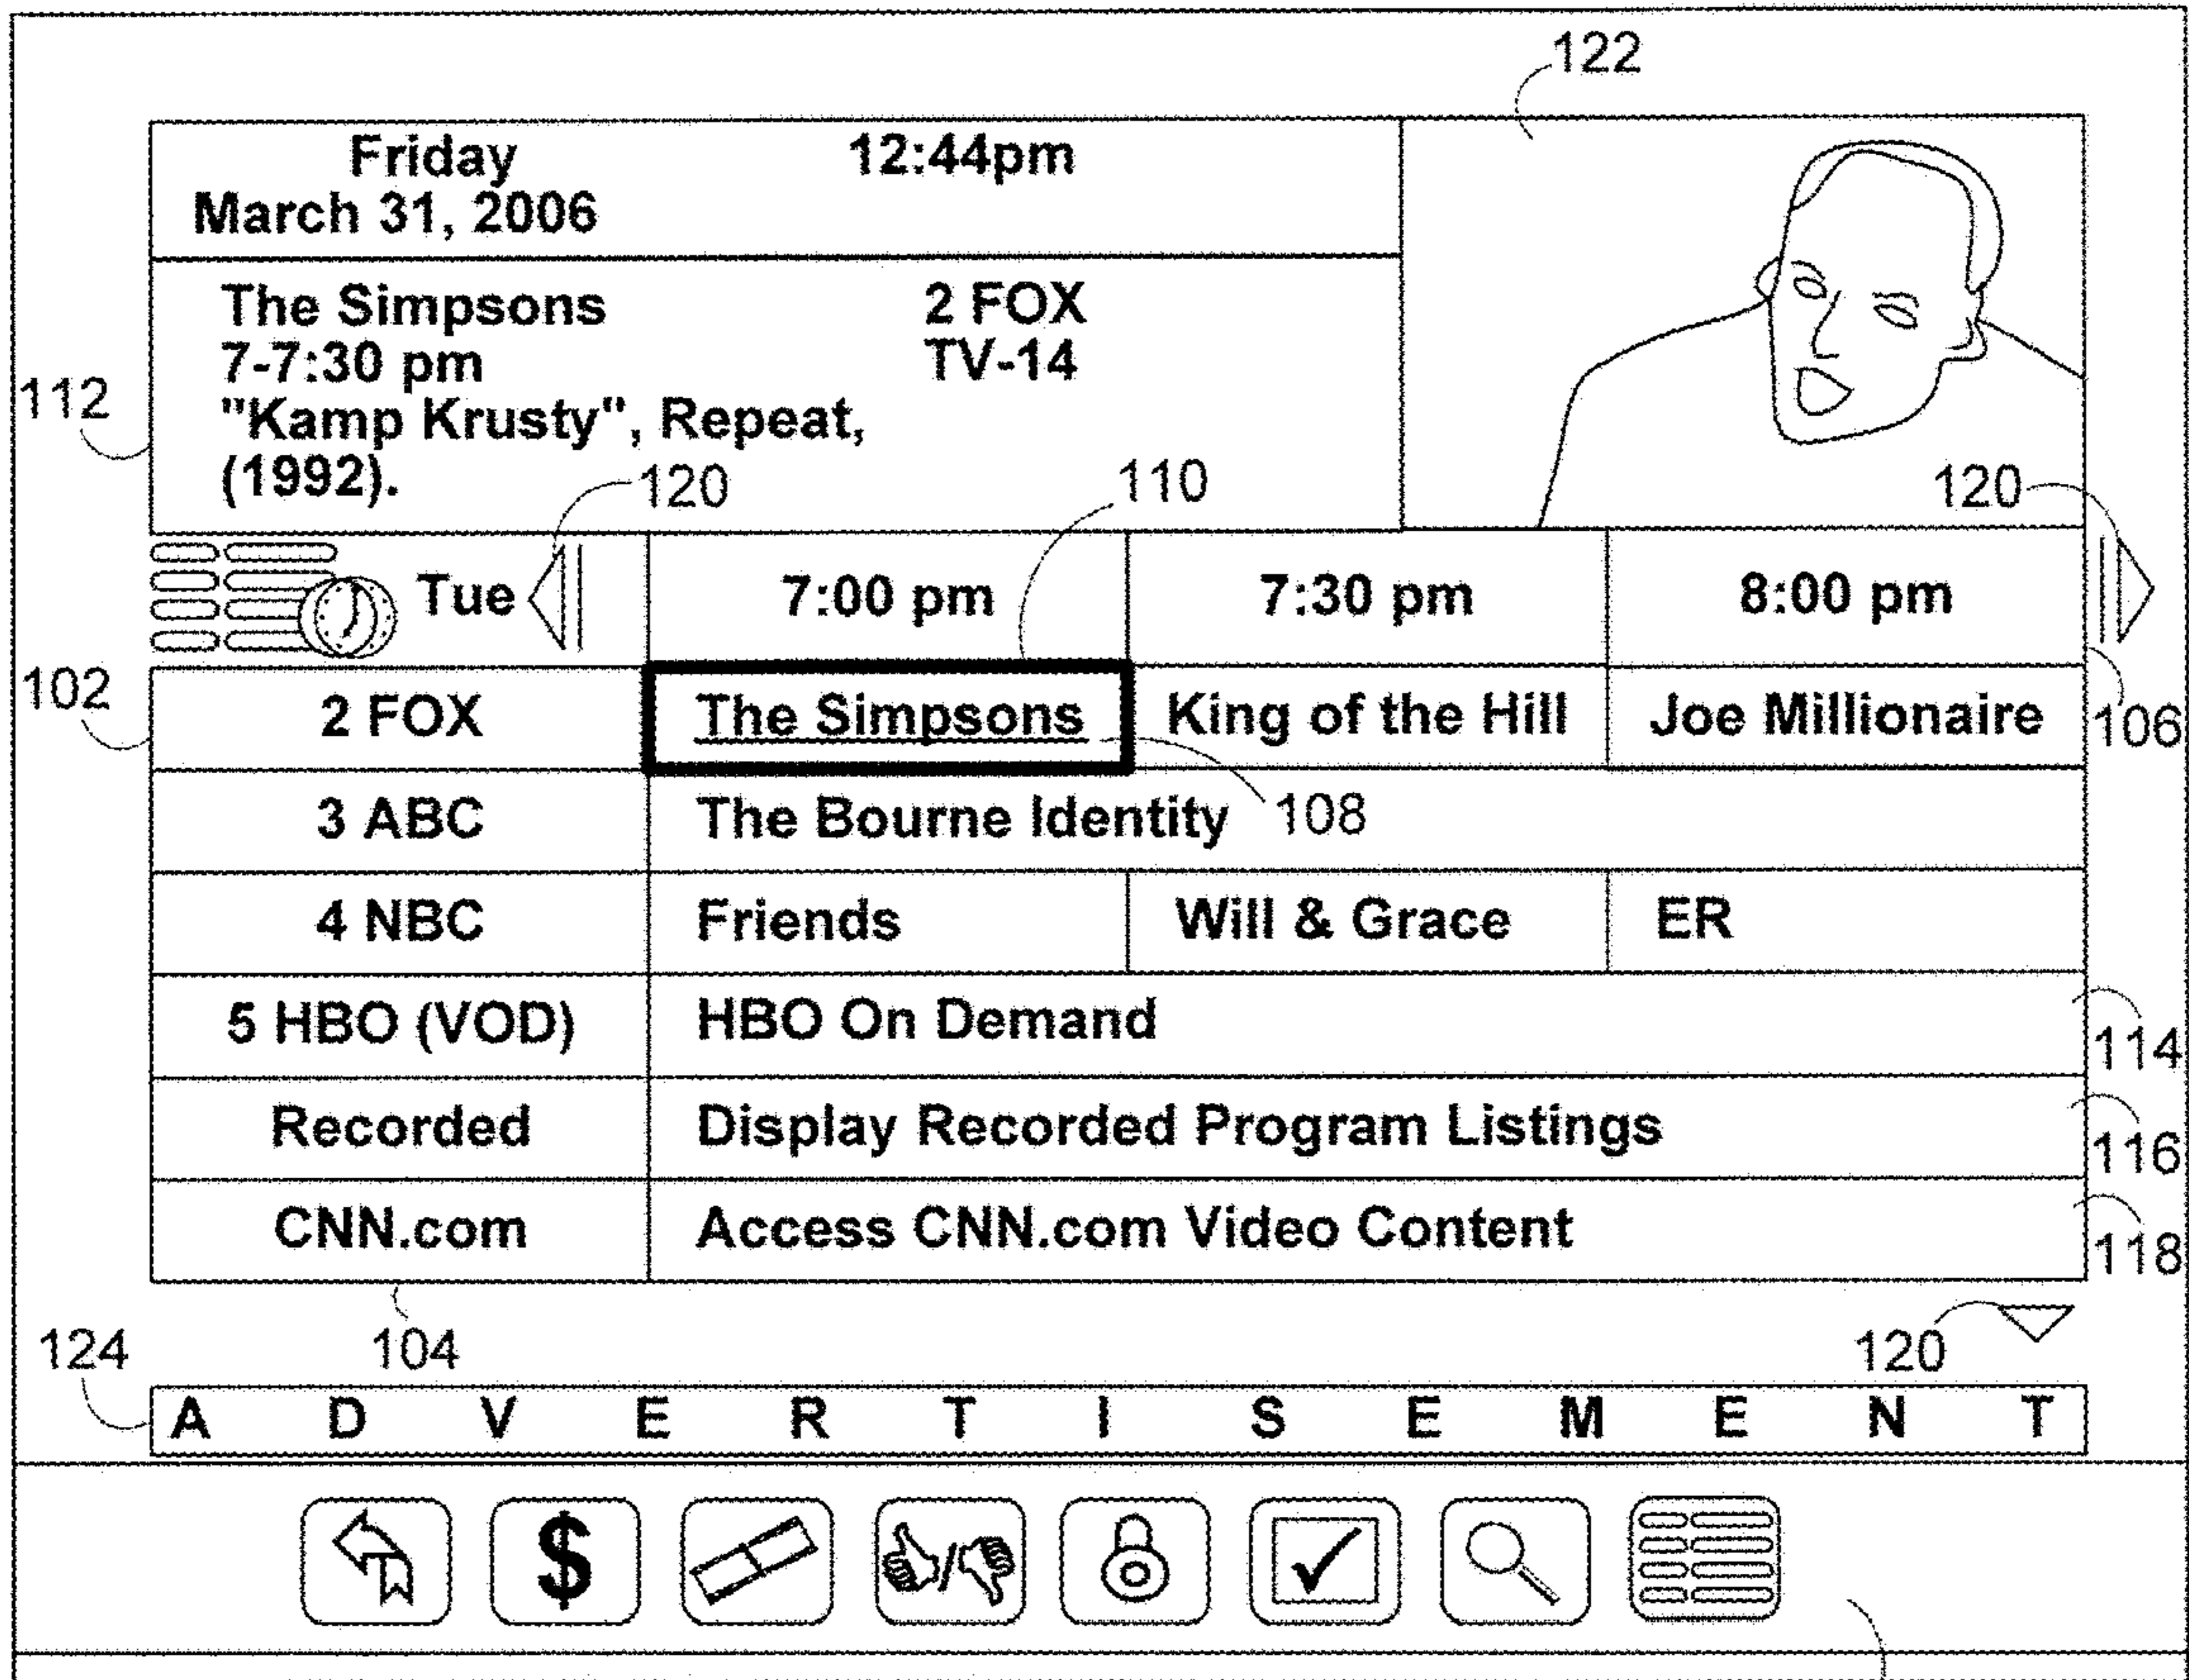 122
Friday 12:44pm
March 31, 2006
The Simpsons 2 FOX
7-7:30 pm TV-14
112
"Kamp Krusty", Repeat,
(1992).
120 110 120
Tue 7:00 pm 7:30 pm 8:00 pm
102
2 FOX The Simpsons King of the Hill Joe Millionaire
106
3 ABC The Bourne Identity 108
4 NBC Friends Will & Grace ER
5 HBO (VOD) HBO On Demand
114
Recorded Display Recorded Program Listings
116
CNN.com Access CNN.com Video Content
118
124 104 120
A D V E R T I S E M E N T
$